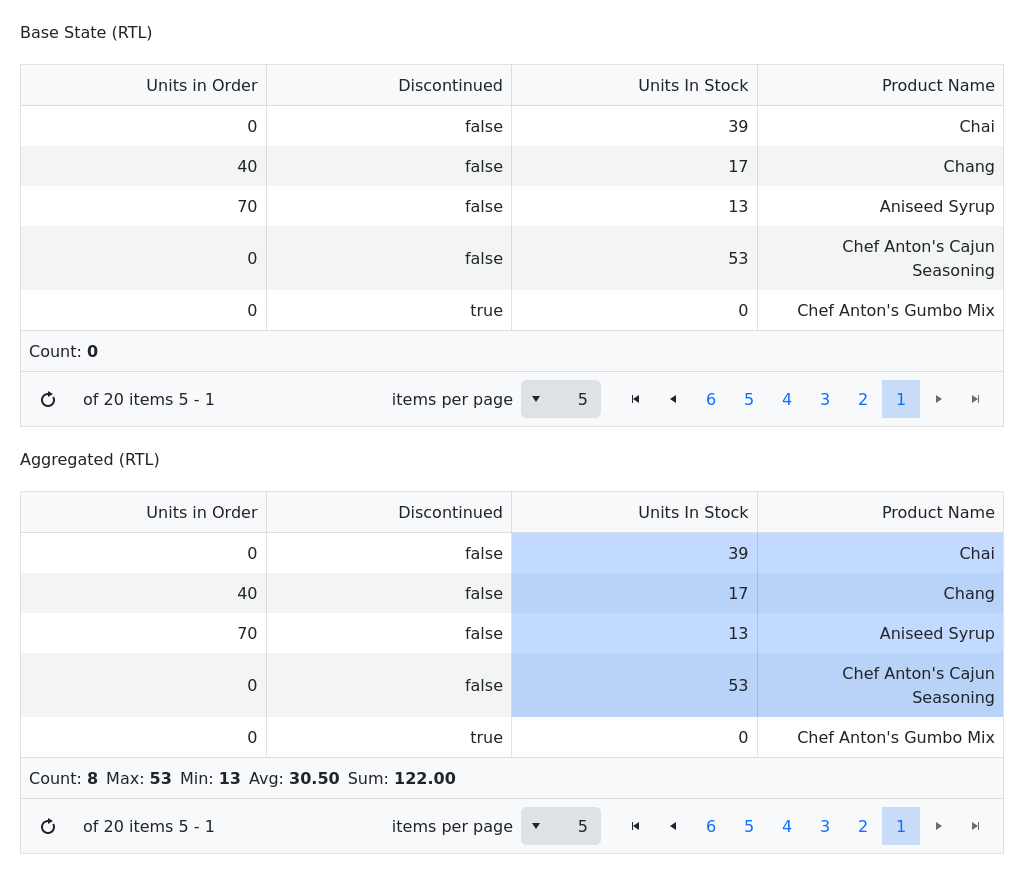 Base State (RTL)
Units in Order Discontinued Units In Stock Product Name
0 false 39 Chai
40 false 17 Chang
70 false 13 Aniseed Syrup
0 false 53 Chef Anton's Cajun
Seasoning
0 true 0 Chef Anton's Gumbo Mix
Count: 0
of 20 items 5 - 1 items per page 5 6 5 4 3 2 1
Aggregated (RTL)
Units in Order Discontinued Units In Stock Product Name
0 false 39 Chai
40 false 17 Chang
70 false 13 Aniseed Syrup
0 false 53 Chef Anton's Cajun
Seasoning
0 true 0 Chef Anton's Gumbo Mix
Count: 8 Max: 53 Min: 13 Avg: 30.50 Sum: 122.00
of 20 items 5 - 1 items per page 5 6 5 4 3 2 1